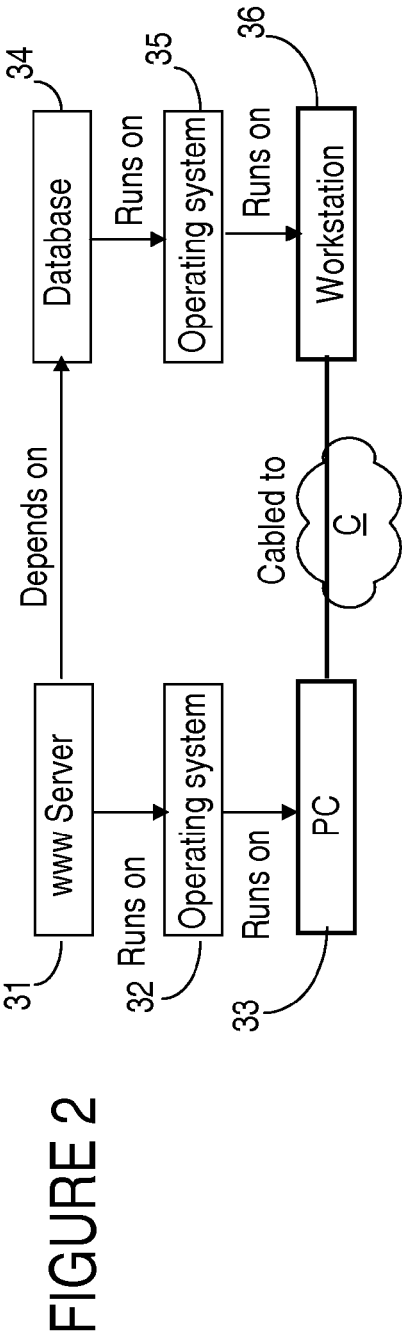 FIGURE 2
31
www Server
Depends on
Database
34
Runs on
Runs on
32
Operating system
Operating system
35
Runs on
Runs on
33
PC
Cabled to
C
Workstation
36